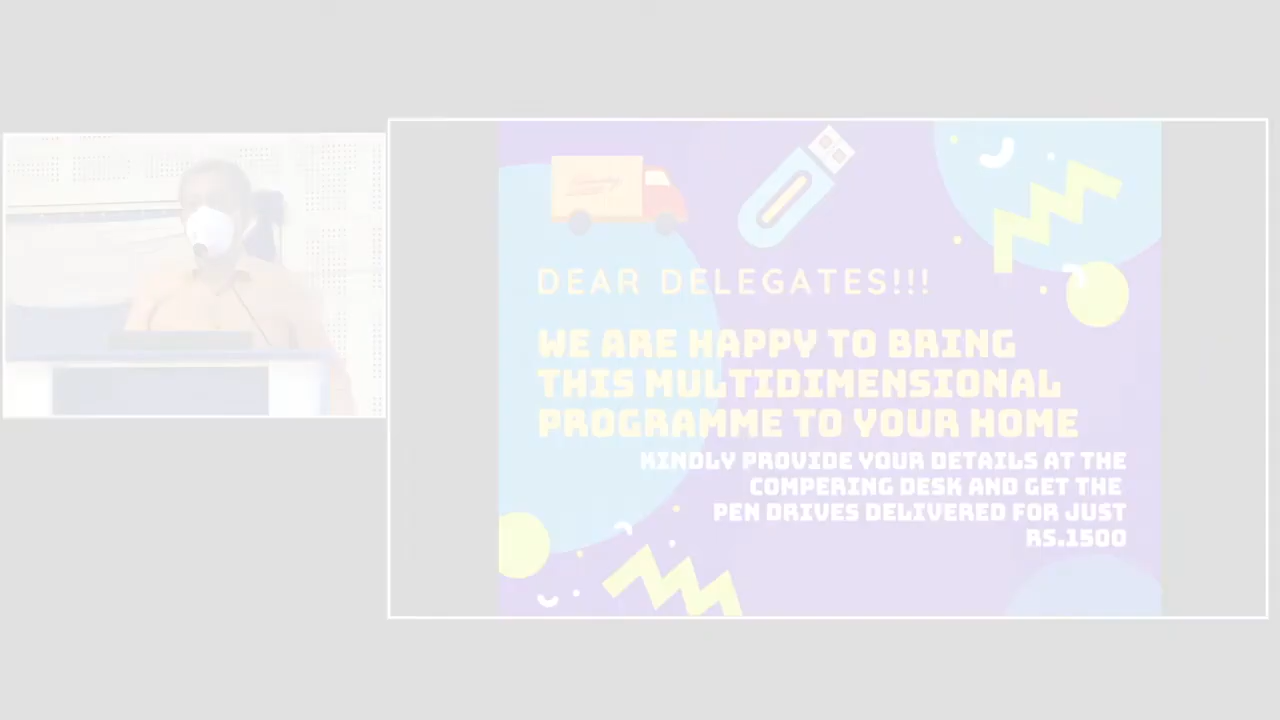 DEAR DELEGATES!!!
WE ARE HAPPY TO BRING
THIS MULTIDIMENSIONAL
PROGRAMME TO YOUR HOME
KINDLY PROVIDE YOUR DETAILS AT THE
COMPERING DESK AND GET THE
PEN DRIVES DELIVERED FOR JUST
RS.1500